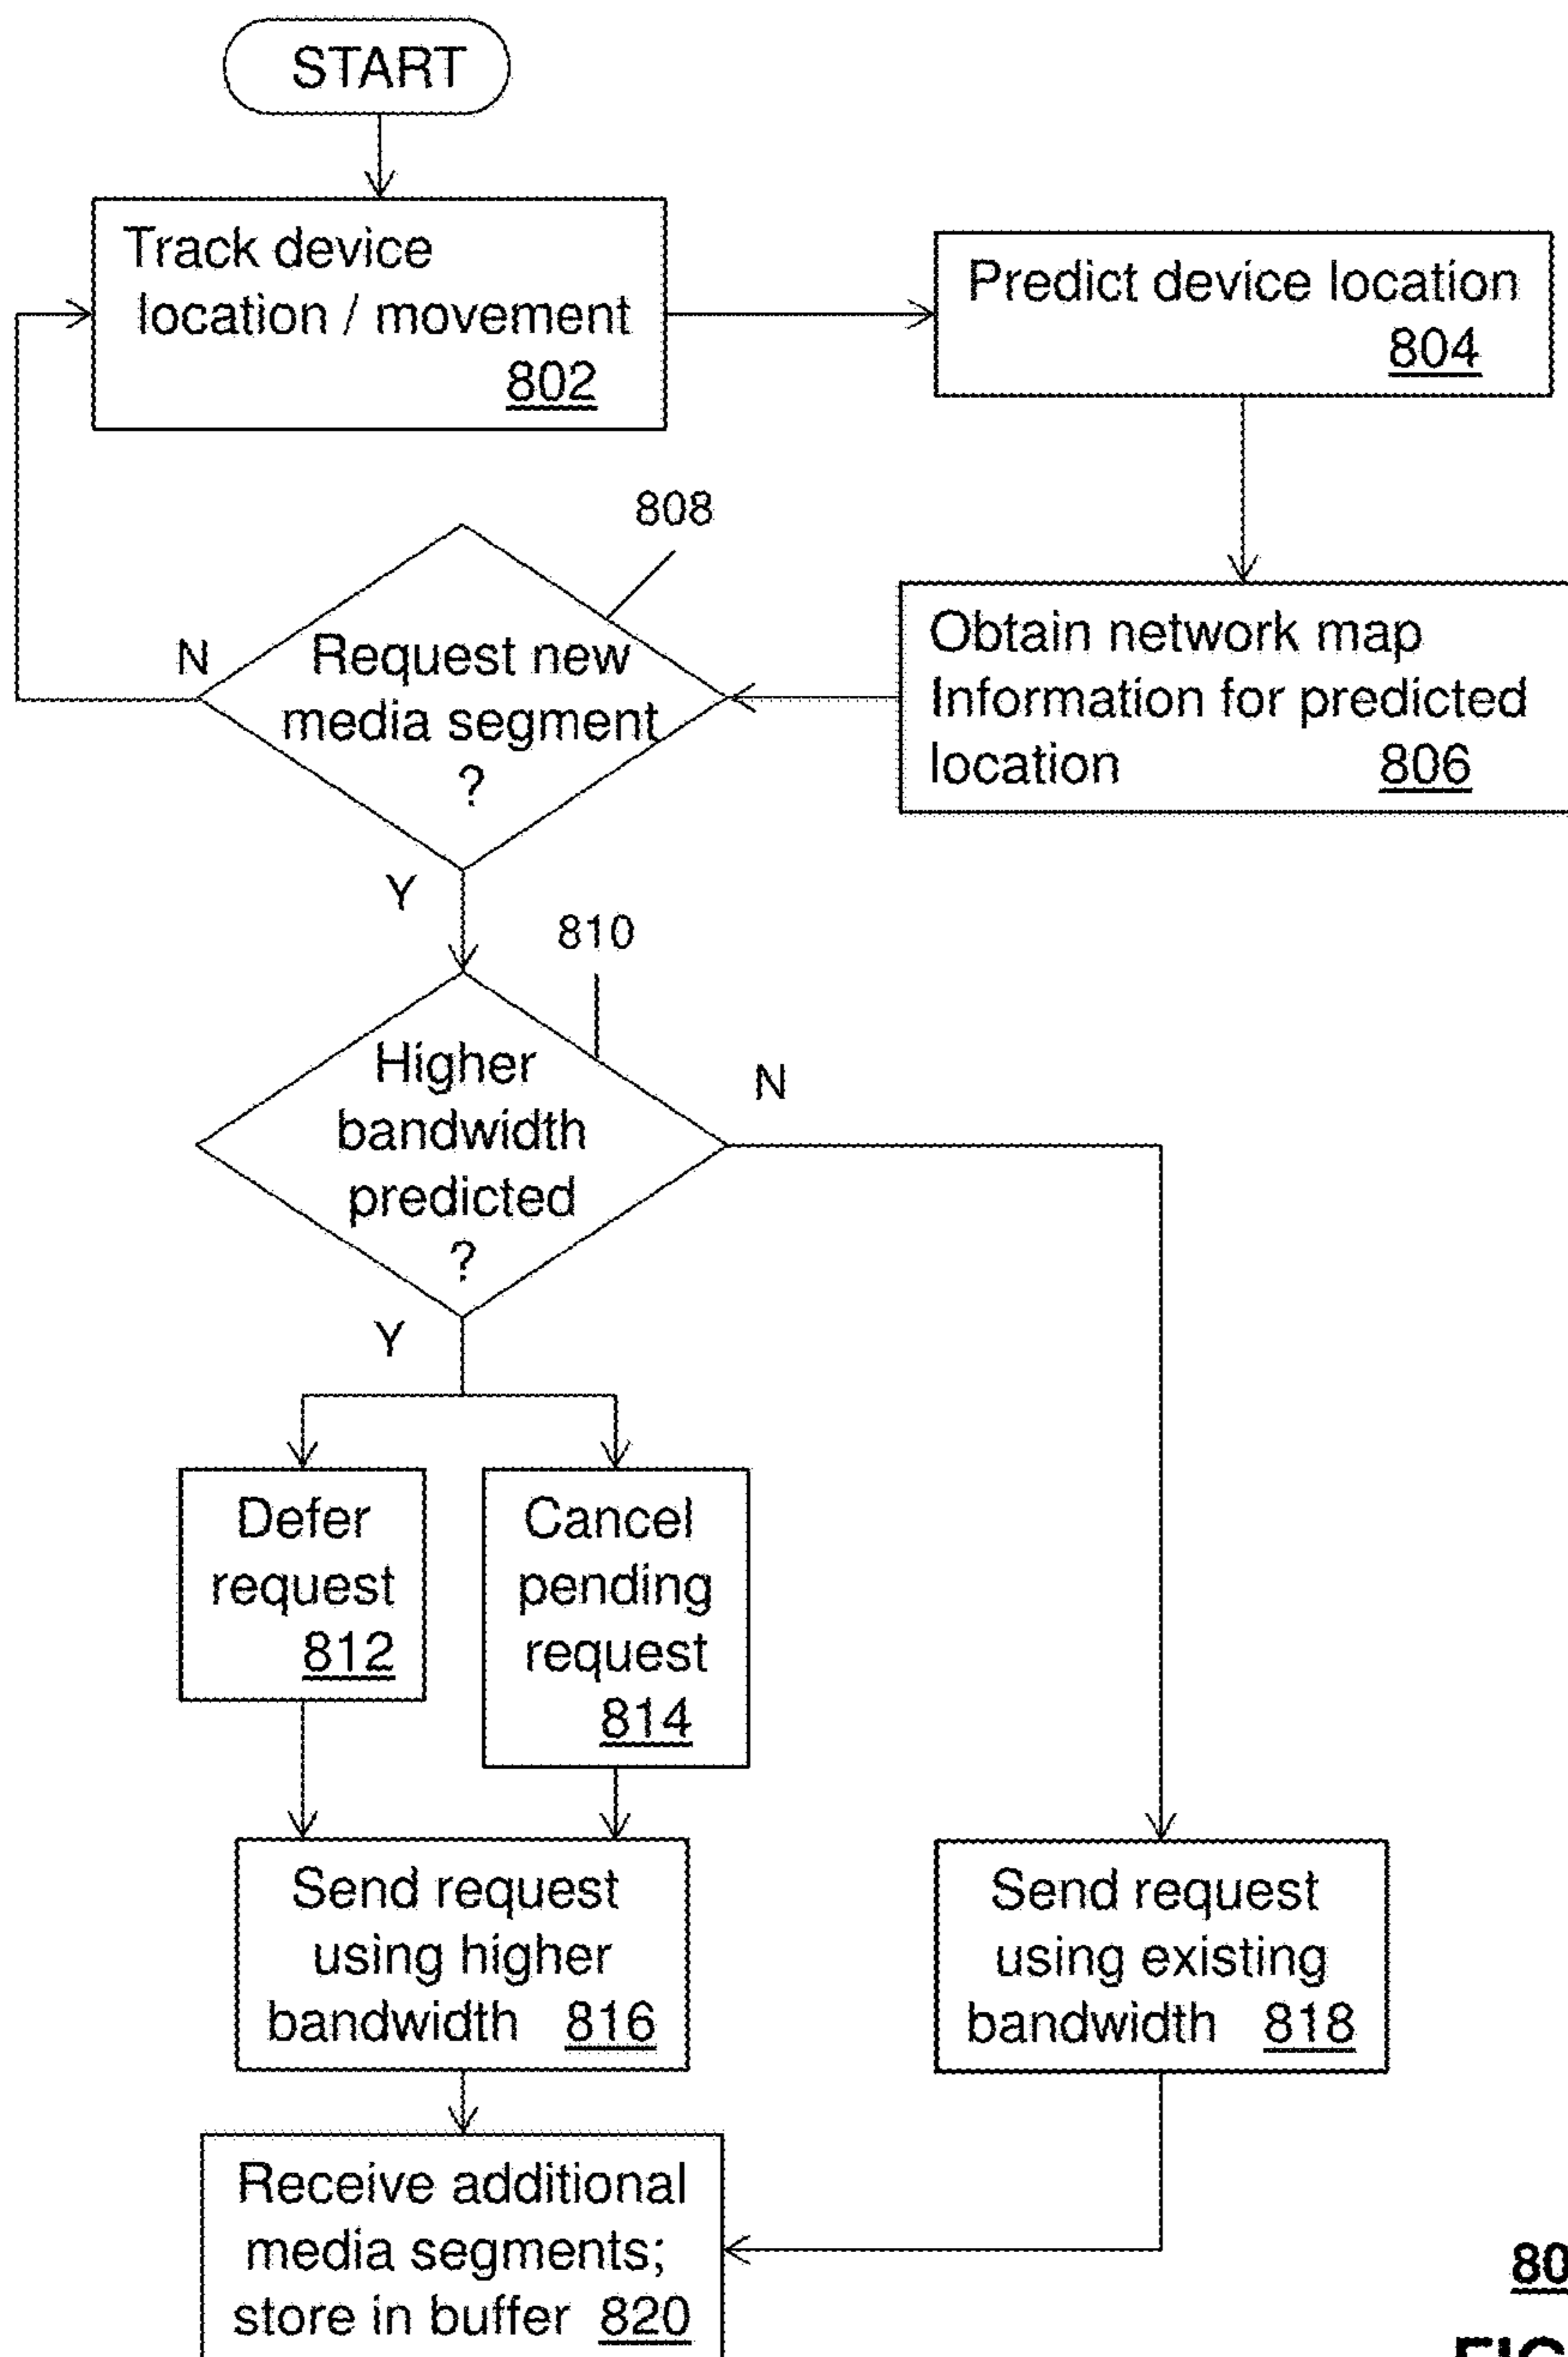 START
Track device
location / movement
802
Predict device location
804
808
Obtain network map
Information for predicted
location 806
N
Request new
media segment
?
Y
810
Higher
bandwidth
predicted
?
N
Y
Defer
request
812
Cancel
pending
request
814
Send request
using higher
bandwidth 816
Send request
using existing
bandwidth 818
Receive additional
media segments;
store in buffer 820